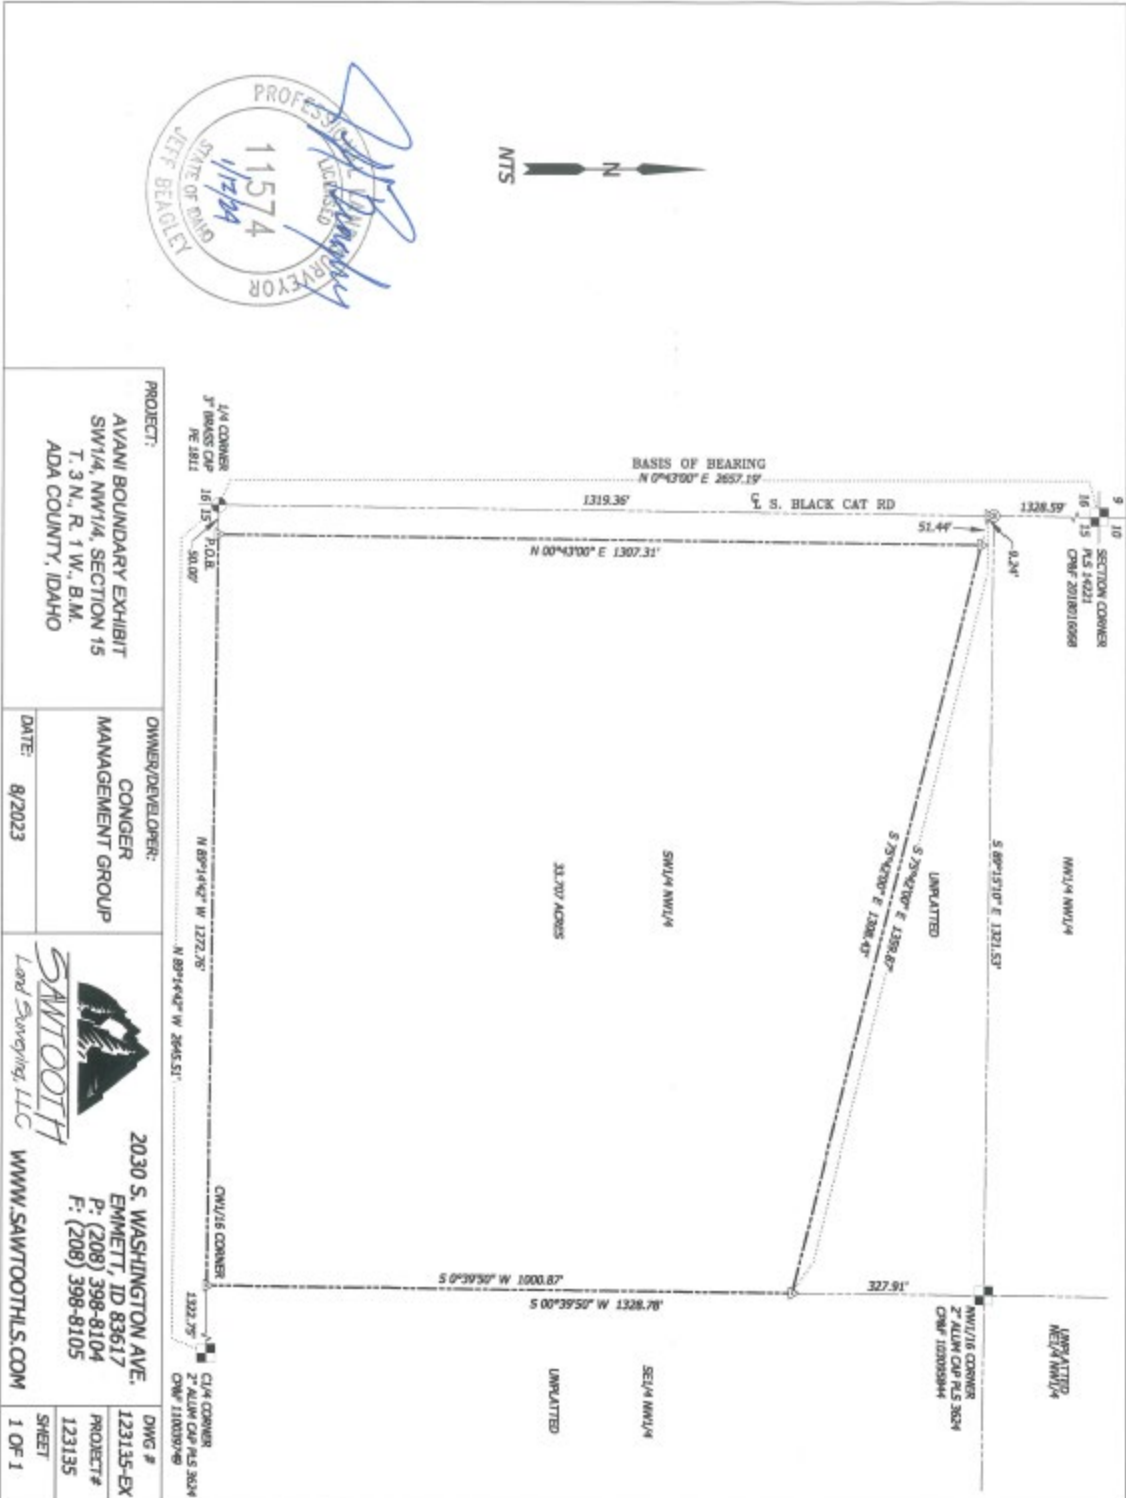 9 10
16 15
SECTION CORNER
PLS 14221
CP&F 2018016068
1328.59'
9.24'
51.44'
BASIS OF BEARING
N 0°43'00" E 2657.19'
1319.36'
℄ S. BLACK CAT RD
N 00°43'00" E 1307.31'
NW1/4 NW1/4
S 89°15'10" E 1321.53'
UNPLATTED
S 75°42'00" E 1359.87'
S 75°42'00" E 1308.43'
SW1/4 NW1/4
33.707 ACRES
UNPLATTED
NE1/4 NW1/4
NW1/16 CORNER
2" ALUM CAP PLS 3624
CP&F 103095844
327.91'
S 0°39'50" W 1000.87'
S 00°39'50" W 1328.78'
SE1/4 NW1/4
UNPLATTED
1/4 CORNER
3" BRASS CAP
PE 1811
16 15
P.O.B.
50.00'
N 89°14'42" W 1272.76'
N 89°14'42" W 2645.51'
CW1/16 CORNER
1322.75'
C1/4 CORNER
2" ALUM CAP PLS 3624
CP&F 110039749
N
NTS
PROFESSIONAL LAND SURVEYOR
LICENSED
11574
1/12/24
STATE OF IDAHO
JEFF BEAGLEY
PROJECT:
AVANI BOUNDARY EXHIBIT
SW1/4, NW1/4, SECTION 15
T. 3 N., R. 1 W., B.M.
ADA COUNTY, IDAHO
OWNER/DEVELOPER:
CONGER
MANAGEMENT GROUP
DATE: 8/2023
SAWTOOTH
Land Surveying, LLC
2030 S. WASHINGTON AVE.
EMMETT, ID 83617
P: (208) 398-8104
F: (208) 398-8105
WWW.SAWTOOTHLS.COM
DWG #
123135-EX
PROJECT#
123135
SHEET
1 OF 1